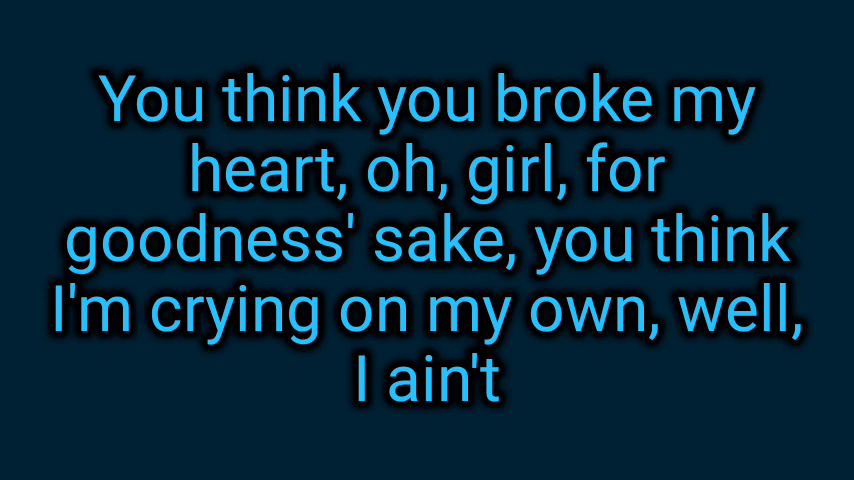 You think you broke my
heart, oh, girl, for
goodness' sake, you think
I'm crying on my own, well,
I ain't